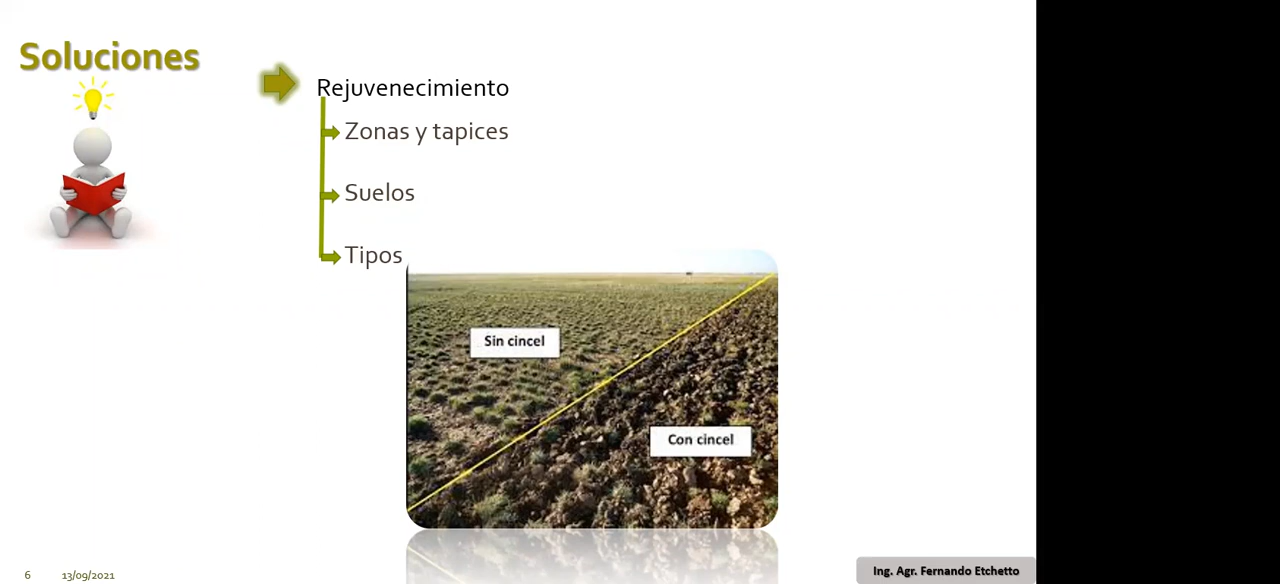 Soluciones
Rejuvenecimiento
Zonas y tapices
Suelos
Tipos
Sin cincel
Con cincel
6 13/09/2021
Ing. Agr. Fernando Etchetto